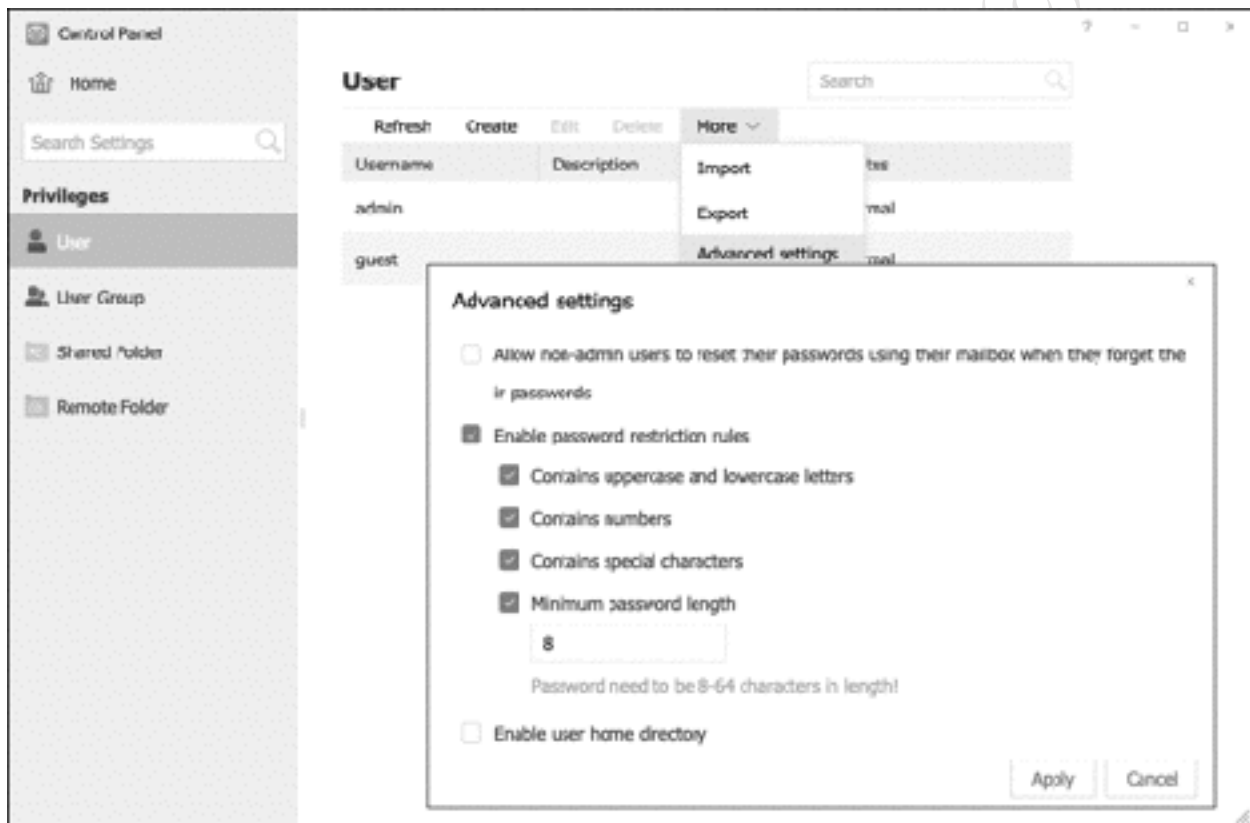 Control Panel
?
Home
User
Search
Search Settings
Refresh Create Edit Delete More
Username Description
Import
Privileges
admin
Export
User
guest
Advanced settings
User Group
Shared Folder
Remote Folder
Advanced settings
Allow non-admin users to reset their passwords using their mailbox when they forget the
ir passwords
Enable password restriction rules
Contains uppercase and lowercase letters
Contains numbers
Contains special characters
Minimum password length
8
Password need to be 8-64 characters in length!
Enable user home directory
Apply Cancel